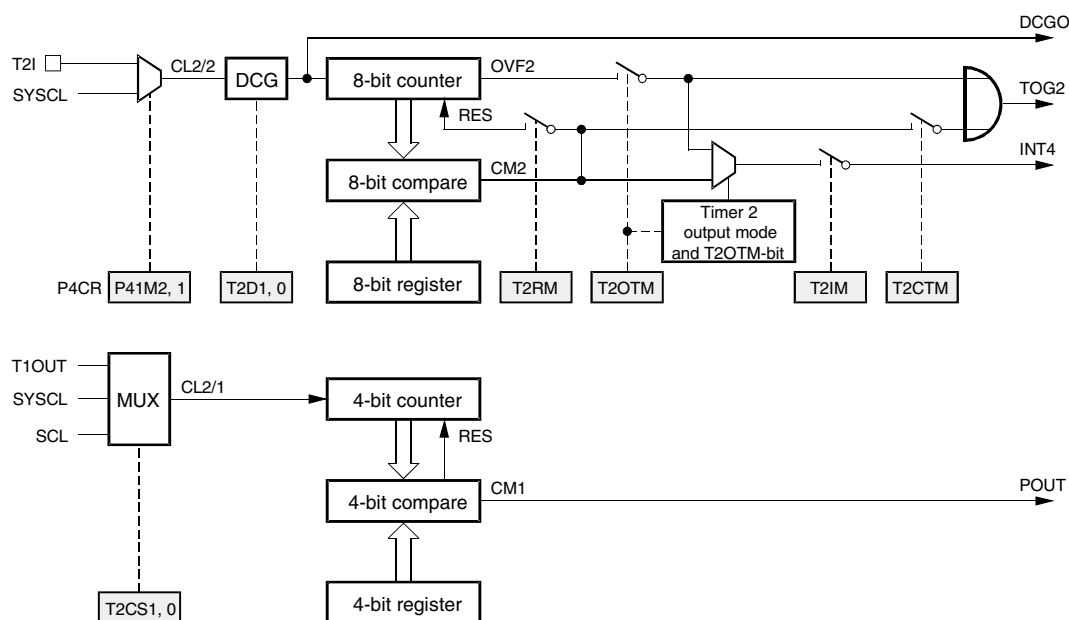 DCGO
T2I
CL2/2
DCG
8-bit counter
OVF2
TOG2
SYSCL
RES
INT4
8-bit compare
CM2
Timer 2
output mode
and T2OTM-bit
P4CR
P41M2, 1
T2D1, 0
8-bit register
T2RM
T2OTM
T2IM
T2CTM
T1OUT
SYSCL
MUX
CL2/1
4-bit counter
SCL
RES
4-bit compare
CM1
POUT
T2CS1, 0
4-bit register